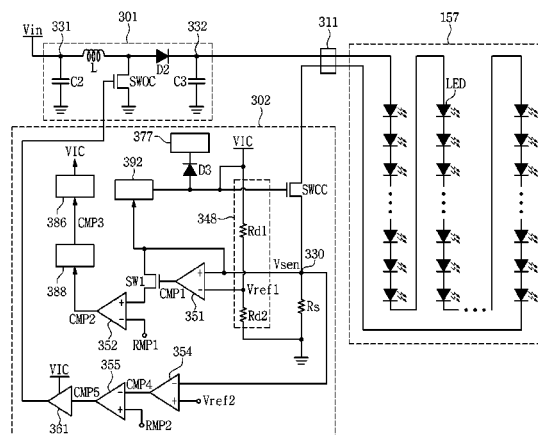 301
331
332
Vin
311
157
L
D2
C2
SWOC
C3
LED
302
377
VIC
392
D3
VIC
SWCC
386
CMP3
348
Rd1
388
SW1
CMP1
Vsen
330
351
Vref1
CMP2
352
RMP1
Rd2
Rs
355
354
VIC
CMP5
CMP4
Vref2
361
RMP2